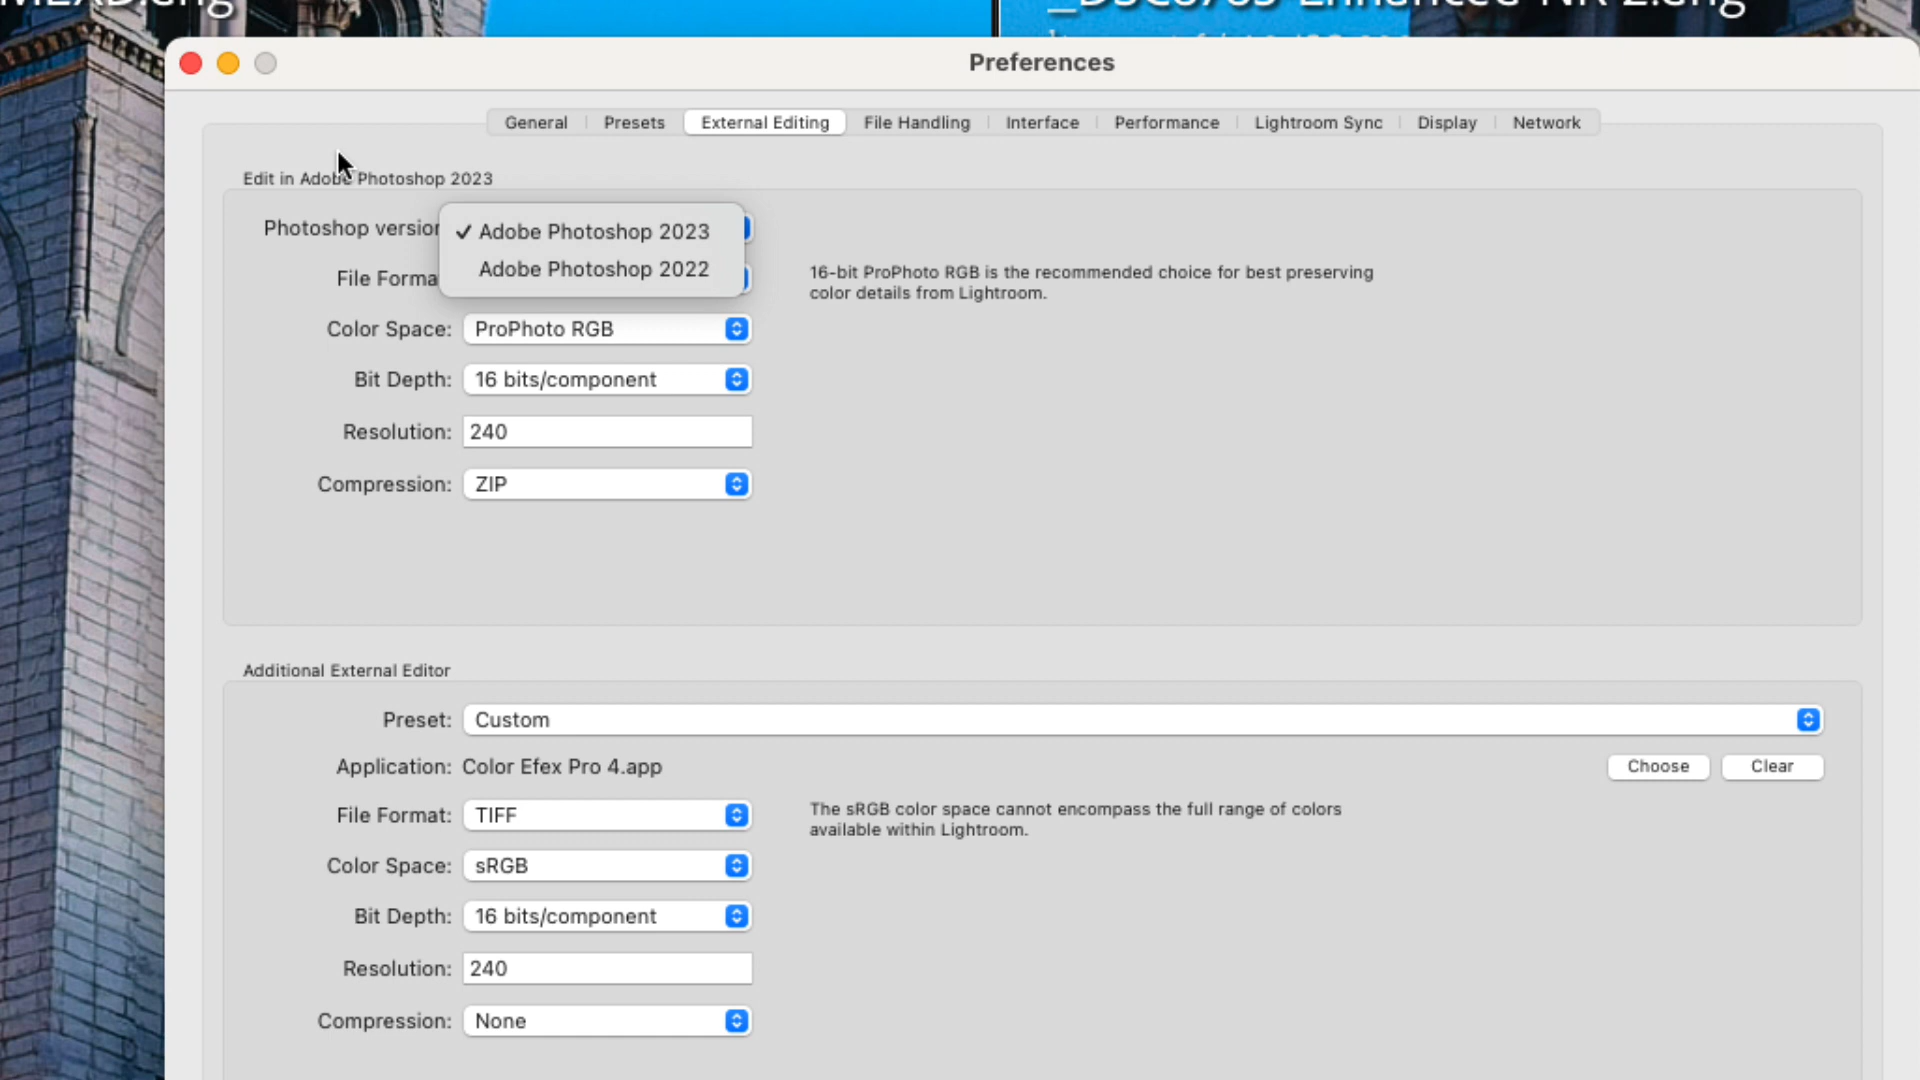 Preferences
General
Presets
External Editing
File Handling
Interface
Performance
Lightroom Sync
Display
Network
Edit in Adobe Photoshop 2023
✓ Adobe Photoshop 2023
Adobe Photoshop 2022
16-bit ProPhoto RGB is the recommended choice for best preserving
color details from Lightroom.
Color Space: ProPhoto RGB
Bit Depth: 16 bits/component
Resolution: 240
Compression: ZIP
Additional External Editor
Preset: Custom
Application: Color Efex Pro 4.app
Choose
Clear
File Format: TIFF
The sRGB color space cannot encompass the full range of colors
available within Lightroom.
Color Space: sRGB
Bit Depth: 16 bits/component
Resolution: 240
Compression: None